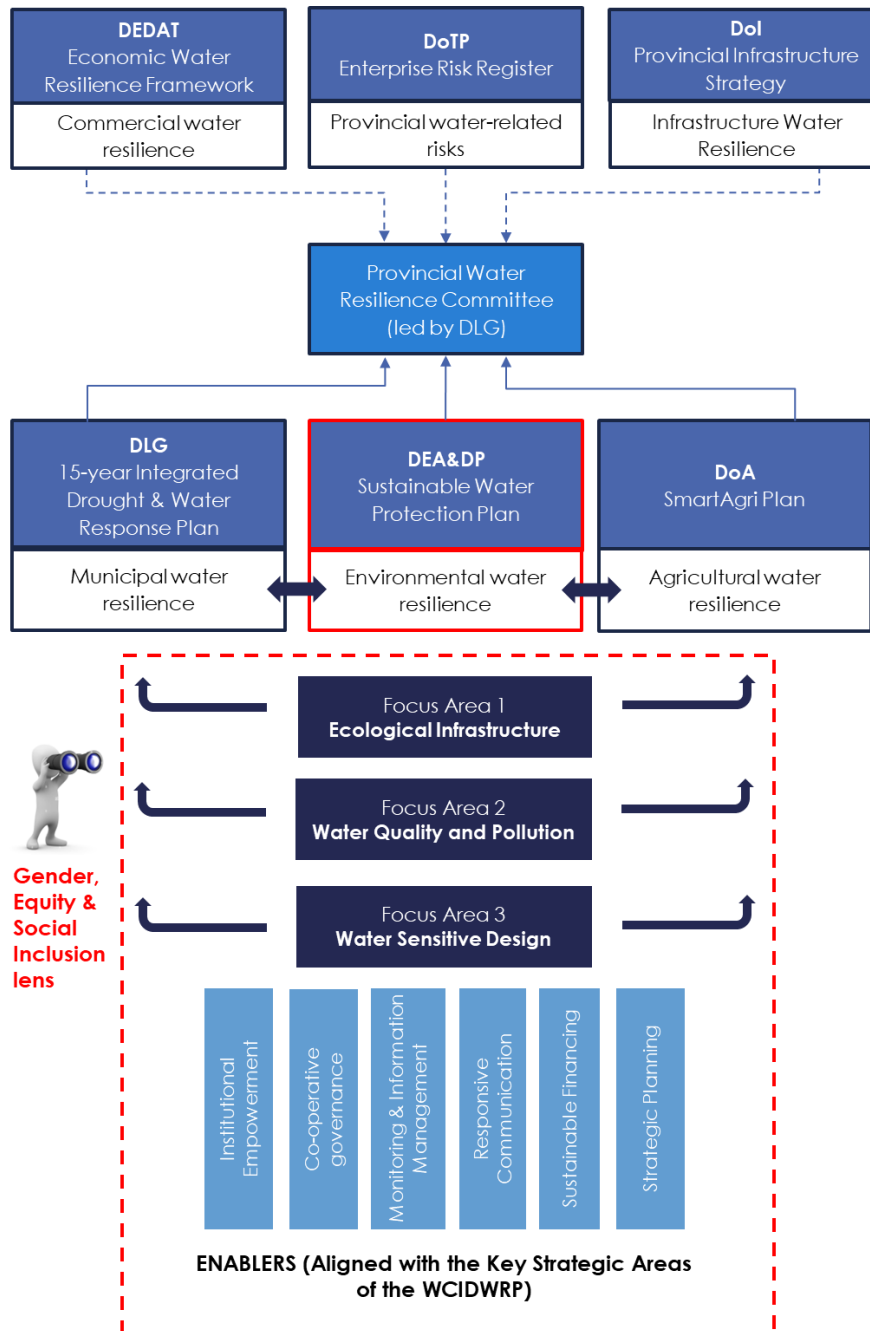 DEDAT
Economic Water
Resilience Framework
Commercial water
resilience
DoTP
Enterprise Risk Register
Provincial water-related
risks
DoI
Provincial Infrastructure
Strategy
Infrastructure Water
Resilience
Provincial Water
Resilience Committee
(led by DLG)
DLG
15-year Integrated
Drought & Water
Response Plan
Municipal water
resilience
DEA&DP
Sustainable Water
Protection Plan
Environmental water
resilience
DoA
SmartAgri Plan
Agricultural water
resilience
Focus Area 1
Ecological Infrastructure
Focus Area 2
Water Quality and Pollution
Focus Area 3
Water Sensitive Design
Gender,
Equity &
Social
Inclusion
lens
Institutional
Empowerment
Co-operative
governance
Monitoring & Information
Management
Responsive
Communication
Sustainable Financing
Strategic Planning
ENABLERS (Aligned with the Key Strategic Areas
of the WCIDWRP)